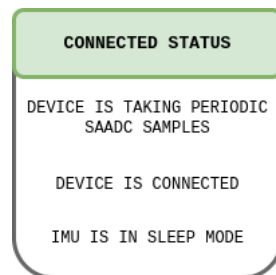 CONNECTED STATUS
DEVICE IS TAKING PERIODIC
SAADC SAMPLES
DEVICE IS CONNECTED
IMU IS IN SLEEP MODE